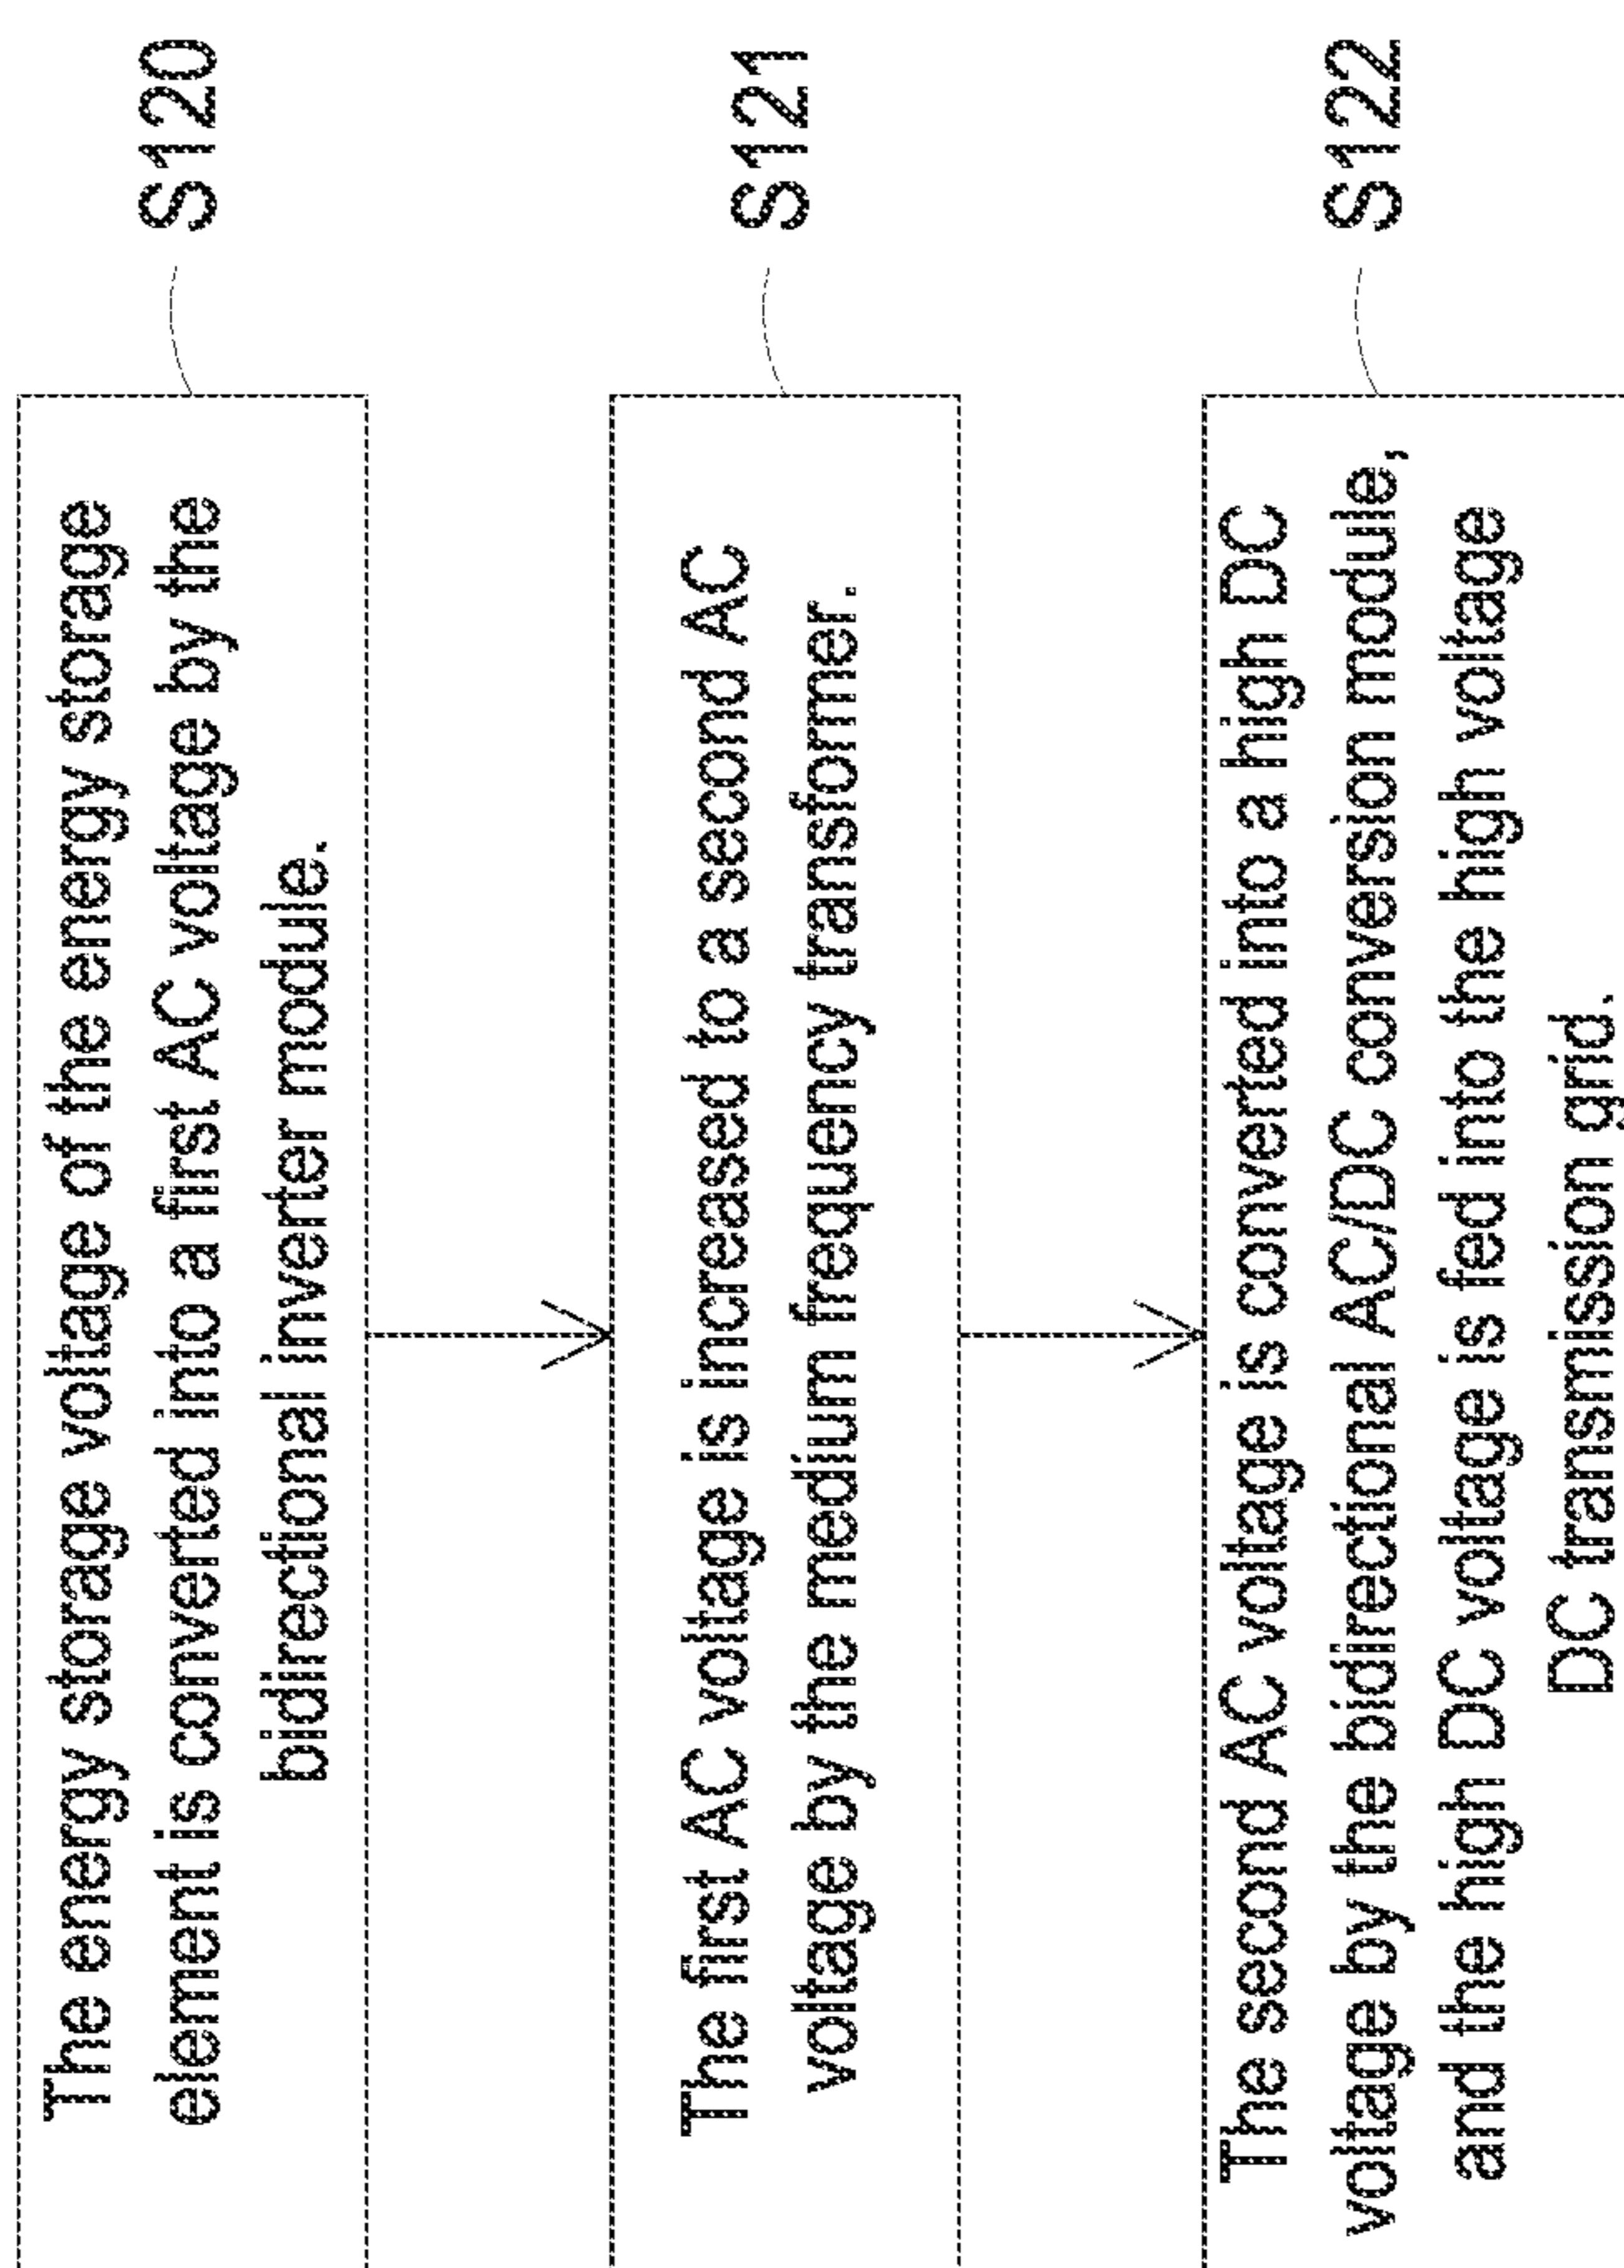 The energy storage voltage of the energy storage
element is converted into a first AC voltage by the
bidirectional inverter module.
S120
The first AC voltage is increased to a second AC
voltage by the medium frequency transformer.
S121
The second AC voltage is converted into a high DC
voltage by the bidirectional AC/DC conversion module,
and the high DC voltage is fed into the high voltage
DC transmission grid.
S122